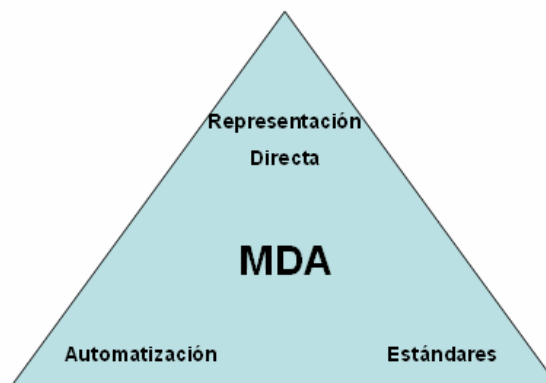 Representación
Directa
MDA
Automatización Estándares